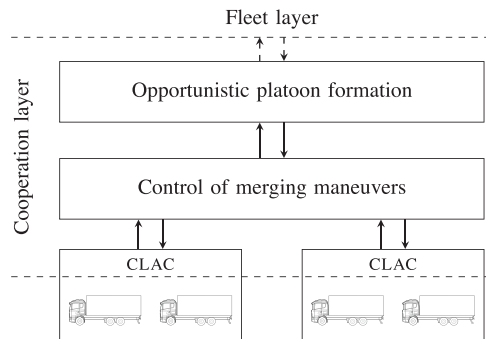 Fleet layer
Cooperation layer
Opportunistic platoon formation
Control of merging maneuvers
CLAC
CLAC